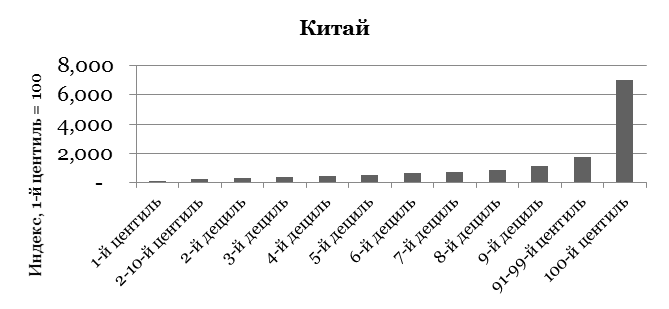 Китай
Индекс, 1-й центиль = 100
8,000
6,000
4,000
2,000
-
1-й центиль
2-10-й центиль
2-й дециль
3-й дециль
4-й дециль
5-й дециль
6-й дециль
7-й дециль
8-й дециль
9-й дециль
91-99-й центиль
100-й центиль